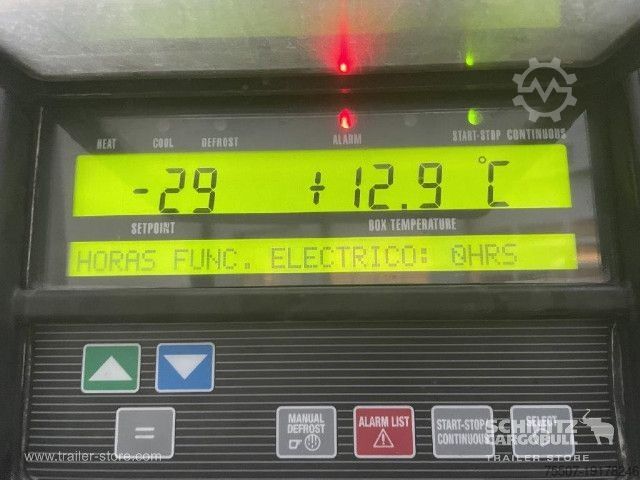 HEAT COOL DEFROST ALARM START-STOP CONTINUOUS
-29 +12.9 °C
SETPOINT BOX TEMPERATURE
HORAS FUNC. ELECTRICO: 0HRS
=
MANUAL DEFROST
ALARM LIST
START-STOP CONTINUOUS
SELECT
SCHMITZ CARGOBULL
TRAILER STORE
www.trailer-store.com